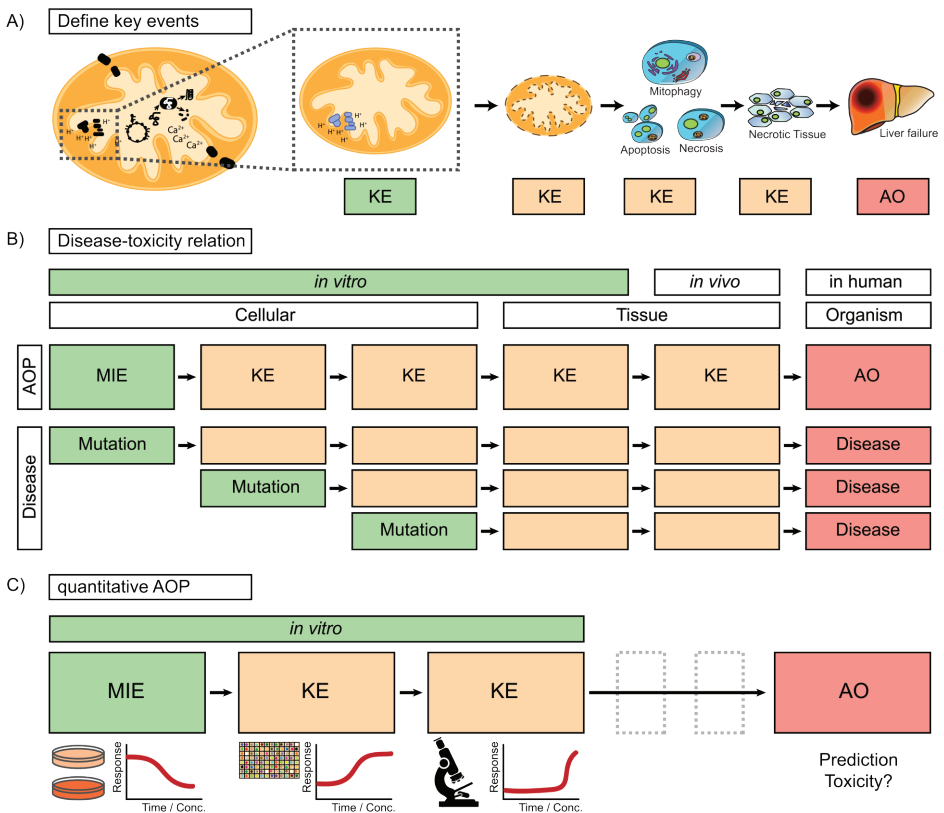 A)
Define key events
H⁺
H⁺
H⁺
H⁺
H⁺
Ca²⁺
Ca²⁺
Ca²⁺
H⁺
H⁺
H⁺
H⁺
Mitophagy
Apoptosis
Necrosis
Necrotic Tissue
Liver failure
KE
KE
KE
KE
AO
B)
Disease-toxicity relation
in vitro
in vivo
in human
Cellular
Tissue
Organism
AOP
MIE
KE
KE
KE
KE
AO
Disease
Mutation
Disease
Mutation
Disease
Mutation
Disease
C)
quantitative AOP
in vitro
MIE
KE
KE
AO
Response
Time / Conc.
Response
Time / Conc.
Response
Time / Conc.
Prediction
Toxicity?